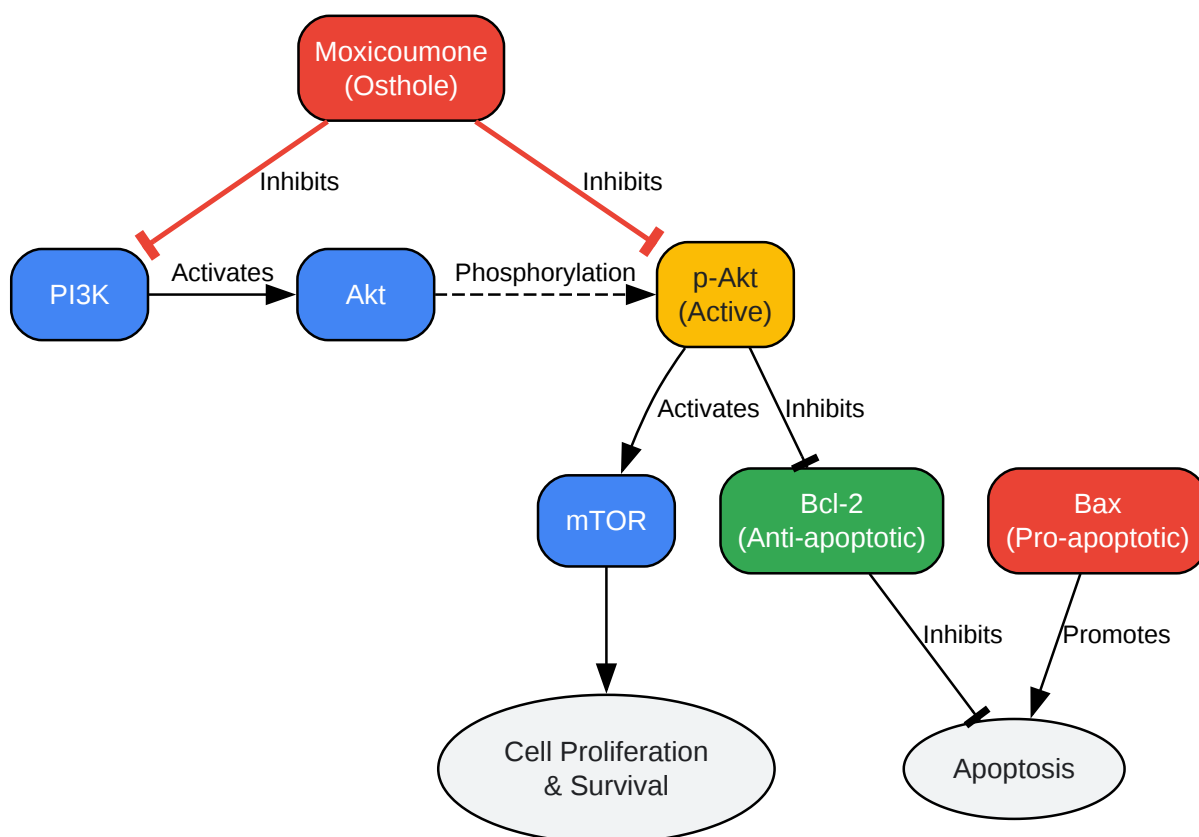 Moxicoumone
(Osthole)
Inhibits
Inhibits
PI3K
Activates
Akt
Phosphorylation
p-Akt
(Active)
Activates
Inhibits
mTOR
Bcl-2
(Anti-apoptotic)
Bax
(Pro-apoptotic)
Inhibits
Promotes
Cell Proliferation
& Survival
Apoptosis